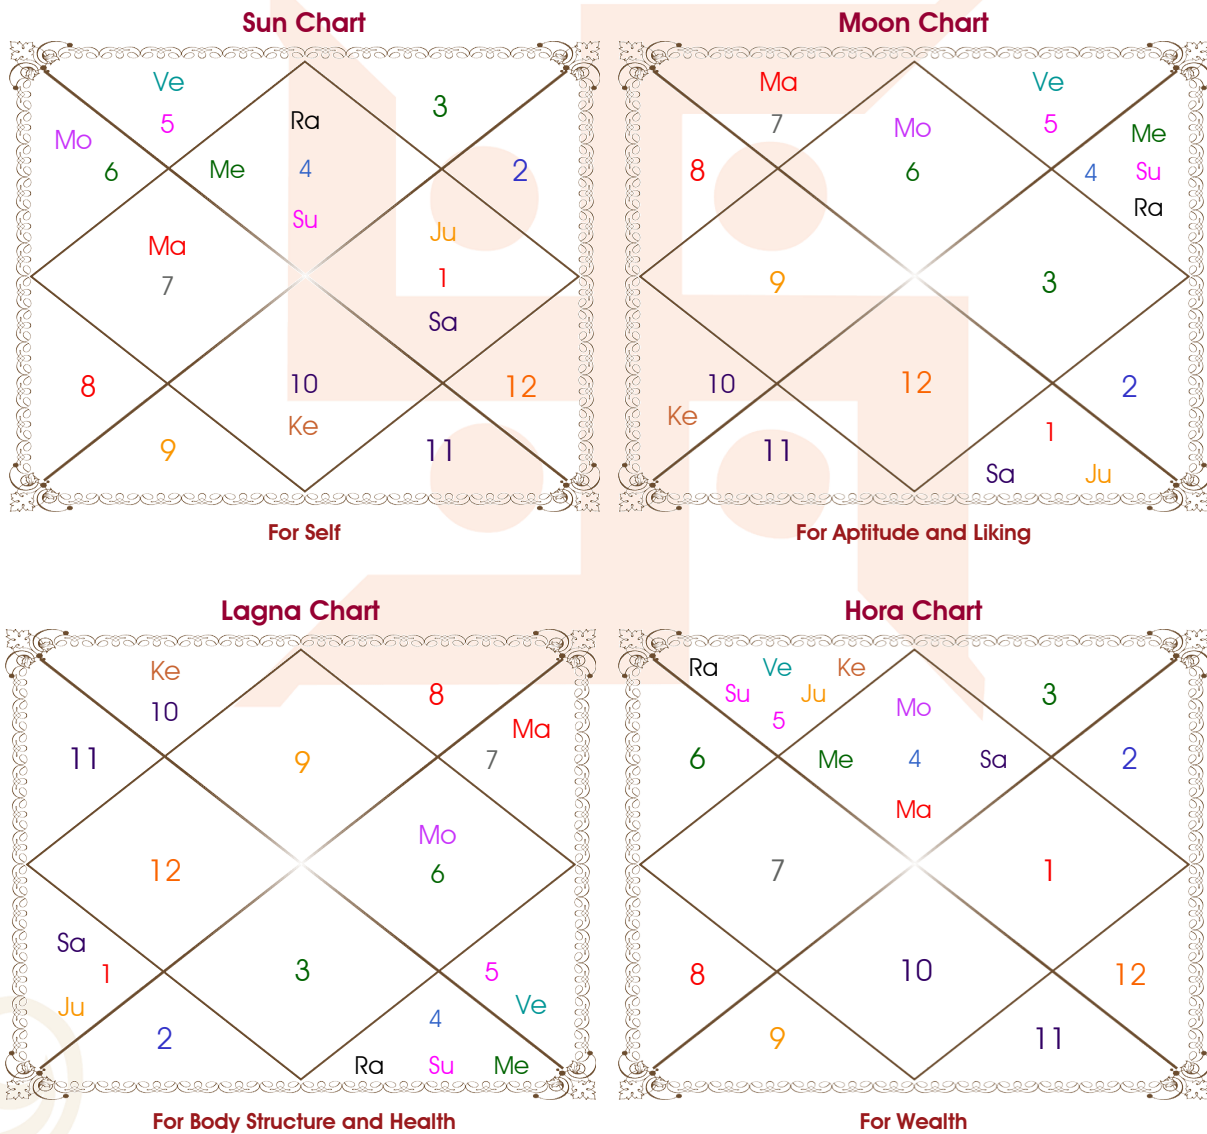 Sun Chart
Ve
Ra
3
5
Mo
6
Me
4
2
Su
Ju
Ma
7
1
Sa
8
10
12
Ke
9
11
For Self
Moon Chart
Ma
Ve
7
Mo
5
Me
8
6
4
Su
Ra
9
3
10
12
2
Ke
11
1
Sa
Ju
For Aptitude and Liking
Lagna Chart
Ke
8
10
Ma
11
9
7
Mo
12
6
Sa
1
3
5
Ju
Ve
2
4
Ra
Su
Me
For Body Structure and Health
Hora Chart
Ra
Ve
Ke
Su
Ju
3
5
Mo
6
Me
4
Sa
2
Ma
7
1
8
10
12
9
11
For Wealth